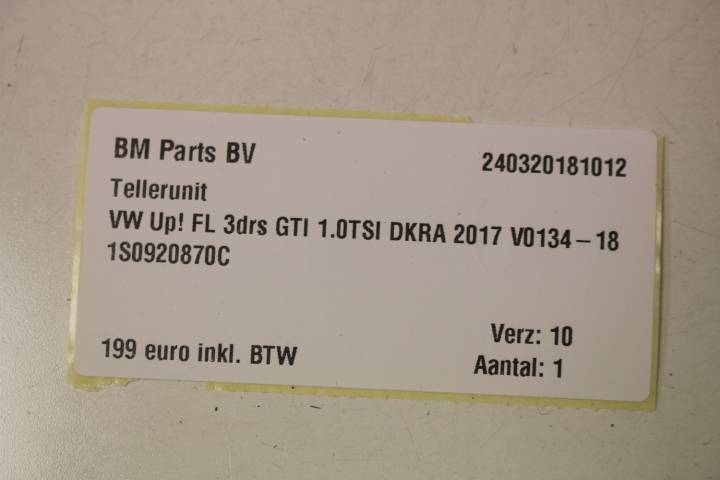 BM Parts BV 240320181012
Tellerunit
VW Up! FL 3drs GTI 1.0TSI DKRA 2017 V0134-18
1S0920870C
Verz: 10
199 euro inkl. BTW Aantal: 1